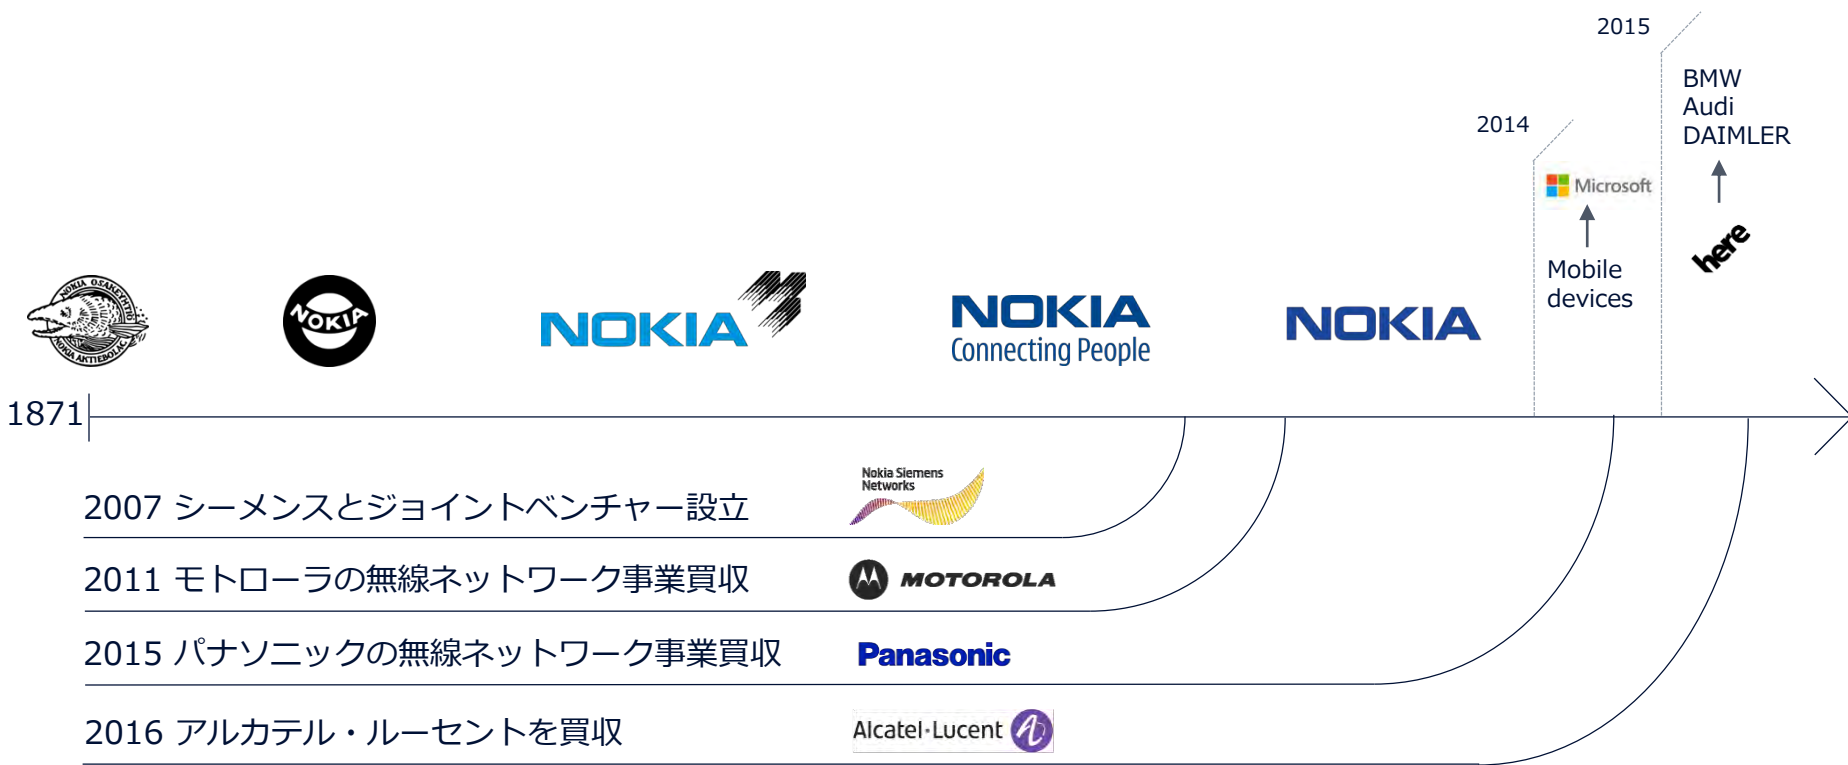 2015
BMW
Audi
DAIMLER
2014
Microsoft
here
Mobile
devices
NOKIA OSAKEYHTIÖ
NOKIA AKTIEBOLAG
NOKIA
NOKIA
NOKIA
Connecting People
NOKIA
1871
Nokia Siemens
Networks
2007 シーメンスとジョイントベンチャー設立
2011 モトローラの無線ネットワーク事業買収
MOTOROLA
2015 パナソニックの無線ネットワーク事業買収
Panasonic
2016 アルカテル・ルーセントを買収
Alcatel·Lucent